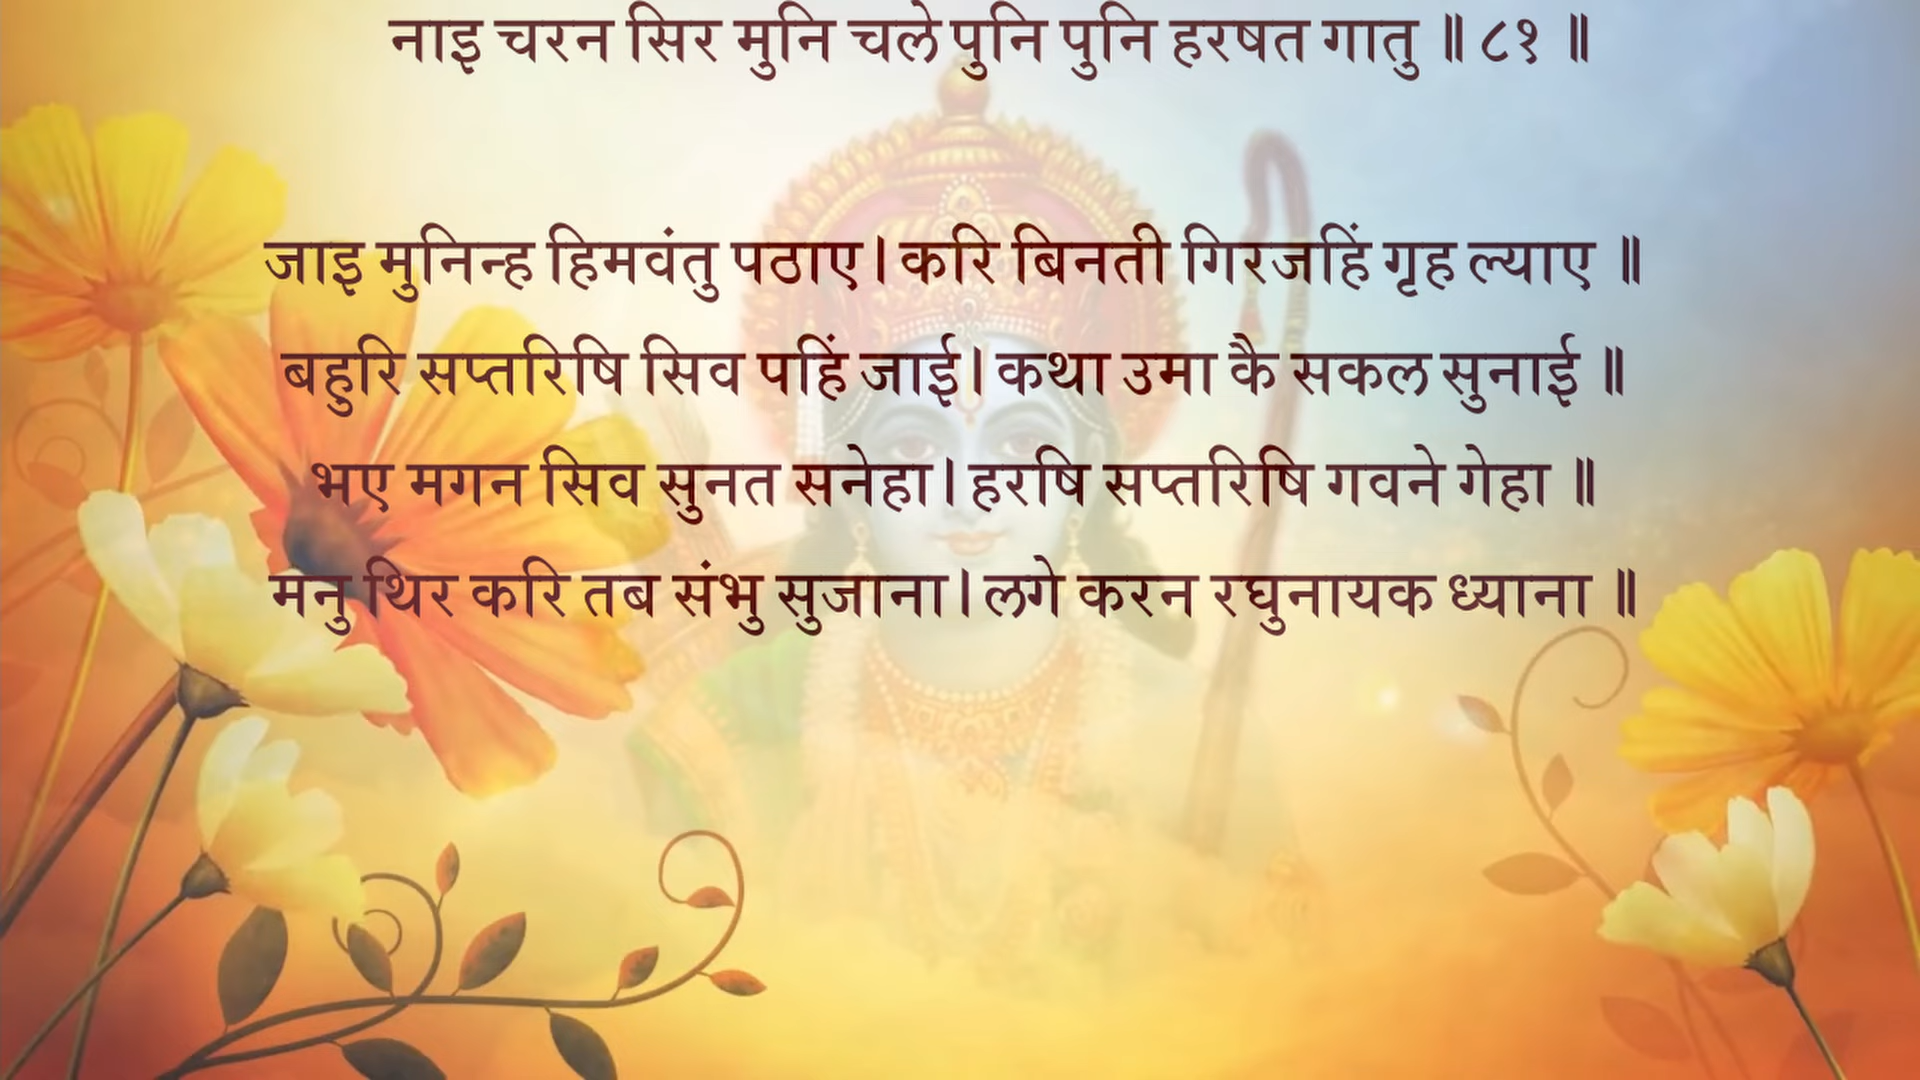 नाइ चरन सिर मुनि चले पुनि पुनि हरषत गातु ॥ ८१ ॥
जाइ मुनिन्ह हिमवंतु पठाए। करि बिनती गिरजहिं गृह ल्याए ॥
बहुरि सप्तरिषि सिव पहिं जाई। कथा उमा कै सकल सुनाई ॥
भए मगन सिव सुनत सनेहा। हरषि सप्तरिषि गवने गेहा ॥
मनु थिर करि तब संभु सुजाना। लगे करन रघुनायक ध्याना ॥